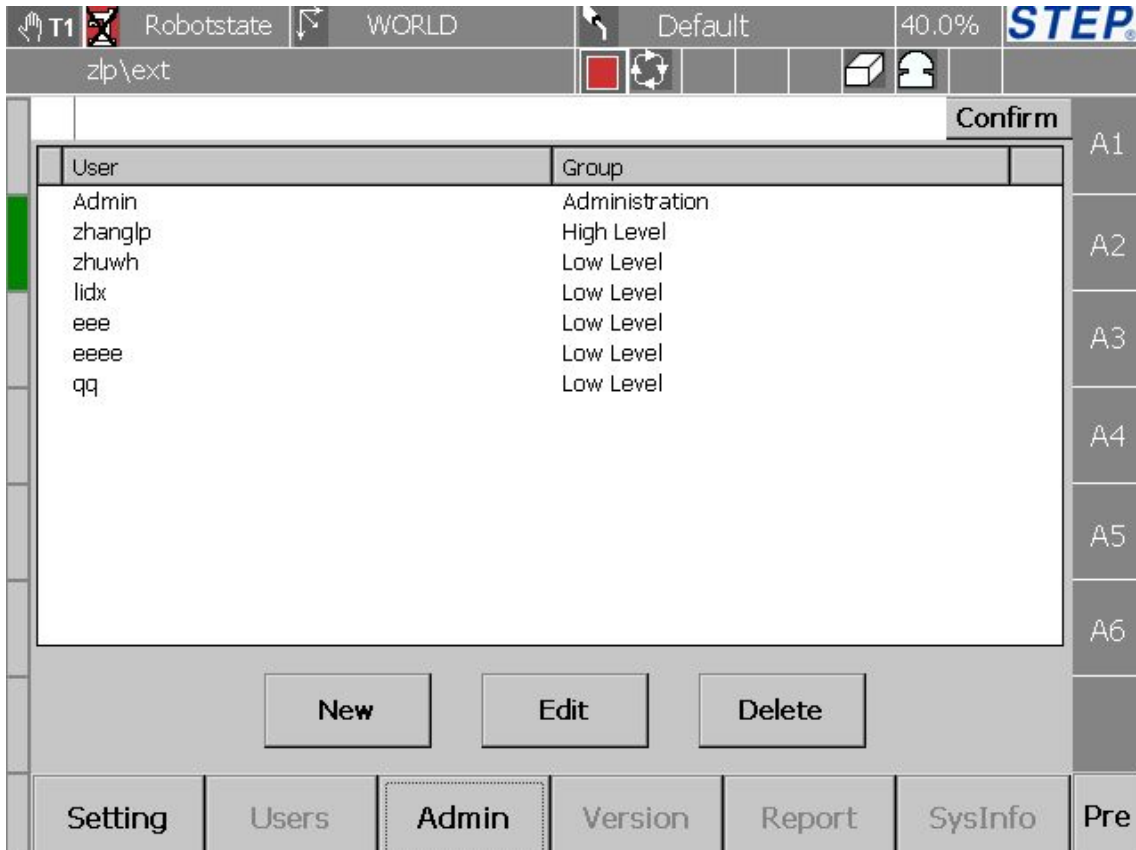 T1 Robotstate WORLD Default 40.0% STEP®
zlp\ext
Confirm
User Group
Admin Administration
zhanglp High Level
zhuwh Low Level
lidx Low Level
eee Low Level
eeee Low Level
qq Low Level
A1
A2
A3
A4
A5
A6
New Edit Delete
Setting Users Admin Version Report SysInfo Pre